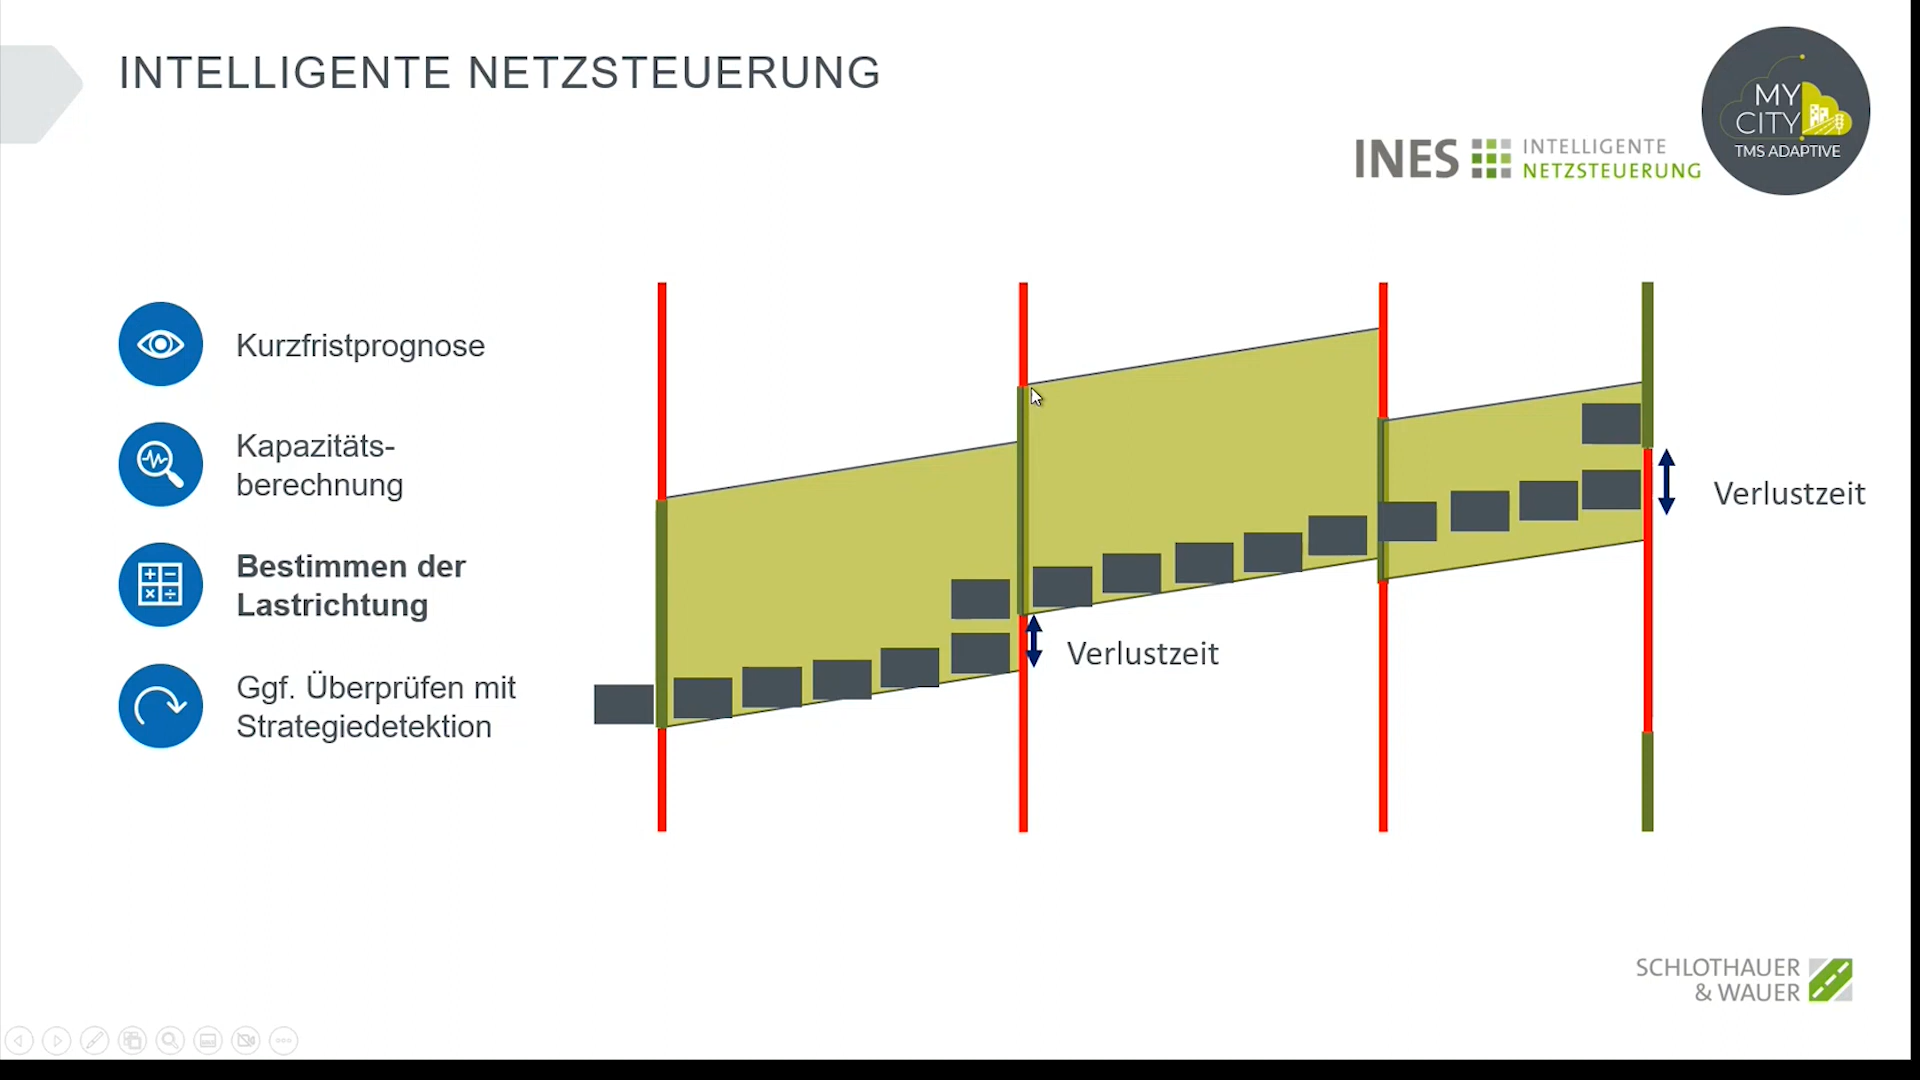 INTELLIGENTE NETZSTEUERUNG
MY
CITY
TMS ADAPTIVE
INES
INTELLIGENTE
NETZSTEUERUNG
Kurzfristprognose
Kapazitäts-
berechnung
Bestimmen der
Lastrichtung
Ggf. Überprüfen mit
Strategiedetektion
Verlustzeit
Verlustzeit
SCHLOTHAUER
& WAUER